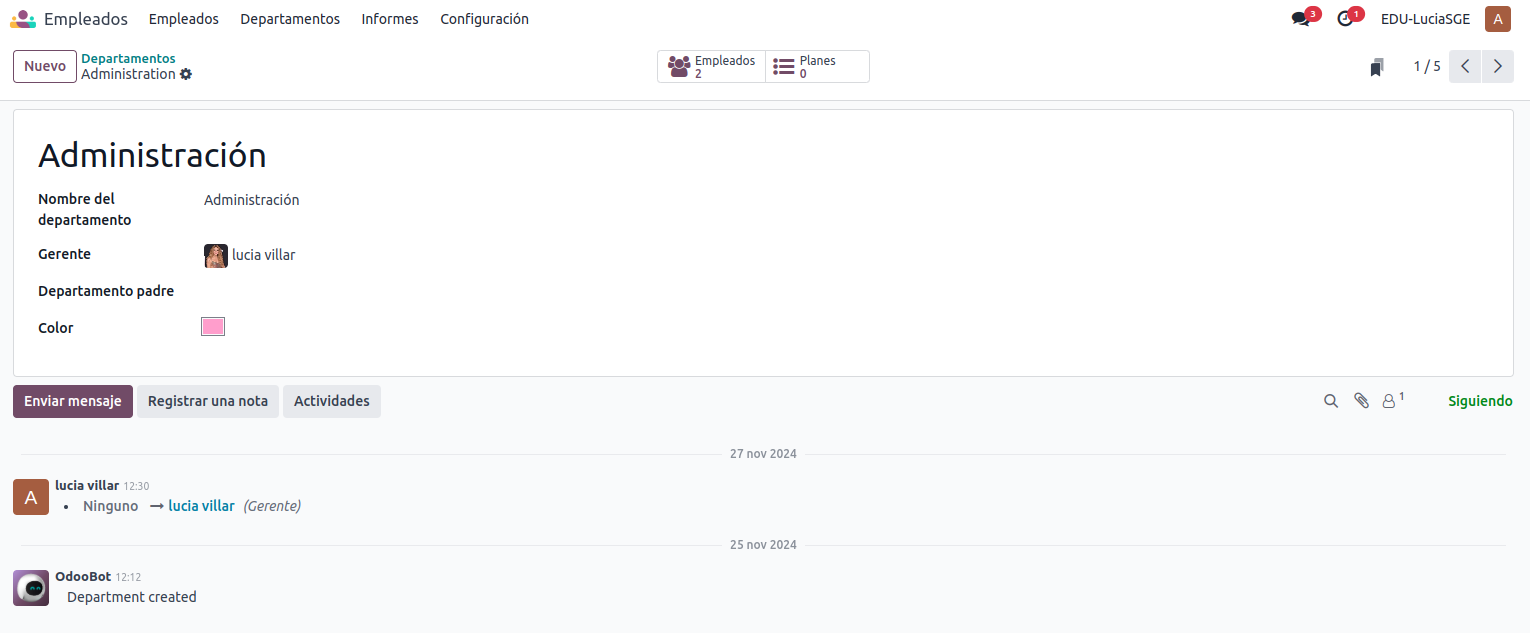 Empleados Empleados Departamentos Informes Configuración 3 1 EDU-LuciaSGE A
Nuevo
Departamentos
Administration
Empleados
2
Planes
0
1 / 5
Administración
Nombre del departamento Administración
Gerente lucia villar
Departamento padre
Color
Enviar mensaje Registrar una nota Actividades 1 Siguiendo
27 nov 2024
A
lucia villar 12:30
• Ninguno → lucia villar (Gerente)
25 nov 2024
OdooBot 12:12
Department created